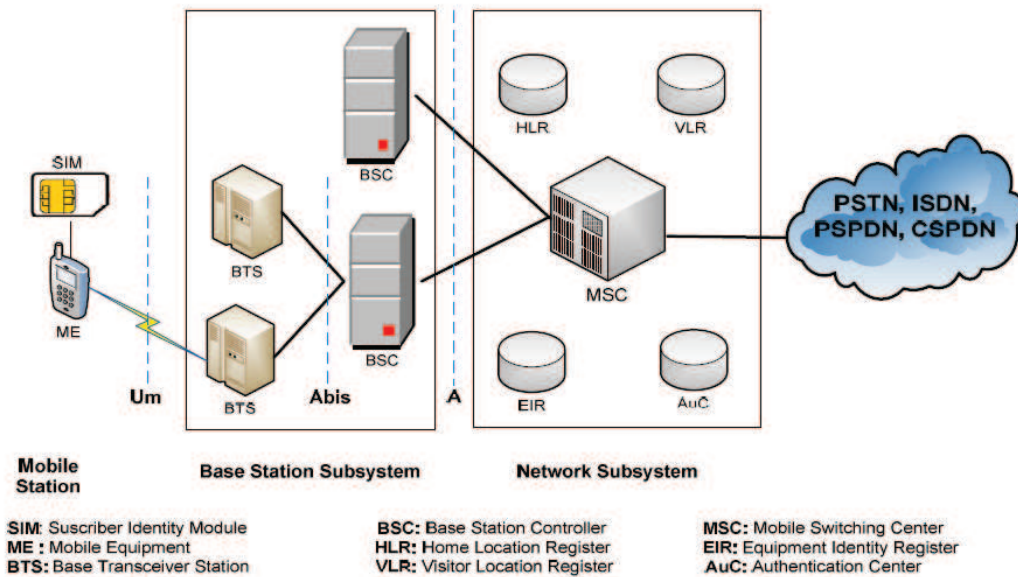 SIM
ME
BTS
BTS
BSC
BSC
HLR
VLR
MSC
EIR
AuC
PSTN, ISDN,
PSPDN, CSPDN
Um
Abis
A
Mobile
Station
Base Station Subsystem
Network Subsystem
SIM: Suscriber Identity Module
ME : Mobile Equipment
BTS: Base Transceiver Station
BSC: Base Station Controller
HLR: Home Location Register
VLR: Visitor Location Register
MSC: Mobile Switching Center
EIR: Equipment Identity Register
AuC: Authentication Center